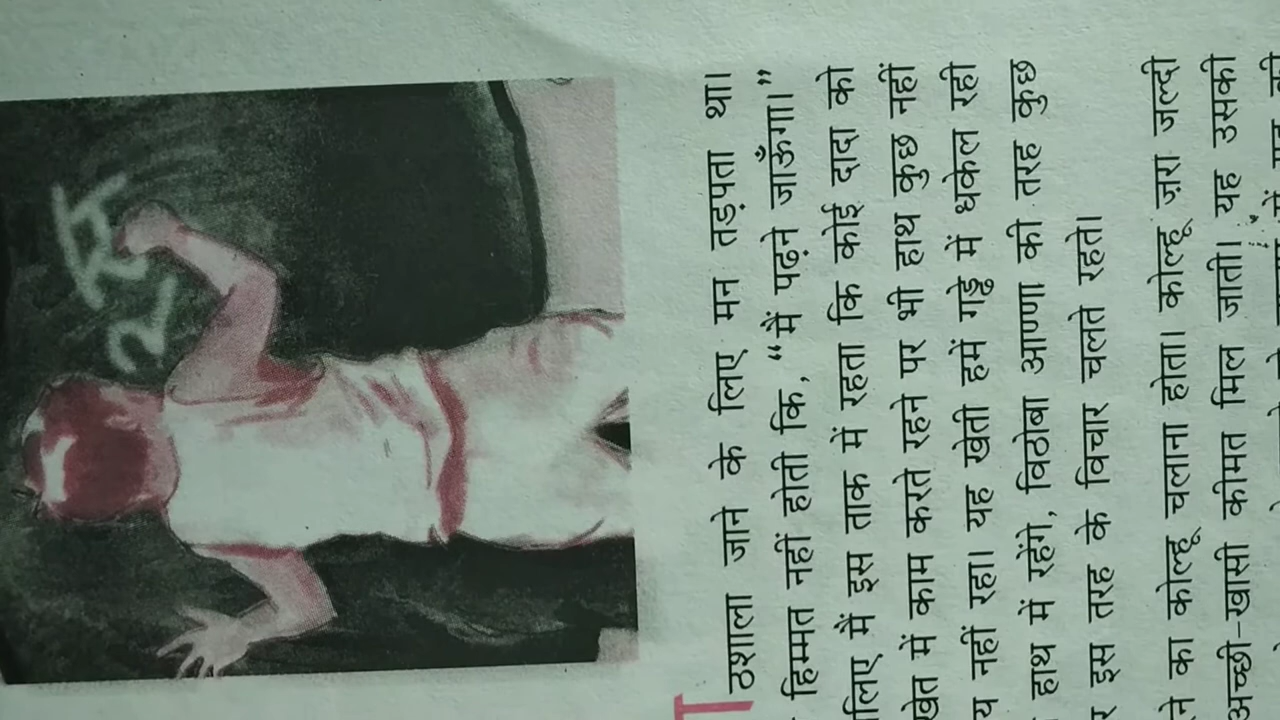 ठशाला जाने के लिए मन तड़पता था।
हिम्मत नहीं होती कि, “मैं पढ़ने जाऊँगा।”
लिए मैं इस ताक में रहता कि कोई दादा को
खेत में काम करते रहने पर भी हाथ कुछ नहीं
य नहीं रहा। यह खेती हमें गड्ढे में धकेल रही
हाथ में रहेंगे, विठोबा आण्णा की तरह कुछ
र इस तरह के विचार चलते रहते।
ने का कोल्हू चलाना होता। कोल्हू ज़रा जल्दी
अच्छी-खासी कीमत मिल जाती। यह उसकी